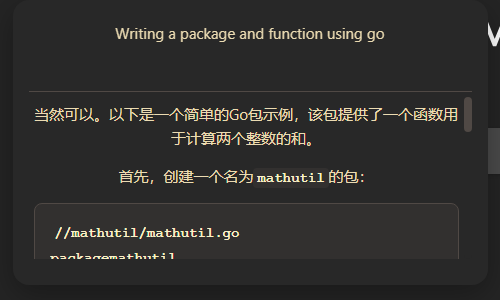 Writing a package and function using go
当然可以。以下是一个简单的Go包示例，该包提供了一个函数用
于计算两个整数的和。
首先，创建一个名为 mathutil 的包：
//mathutil/mathutil.go
packagemathutil